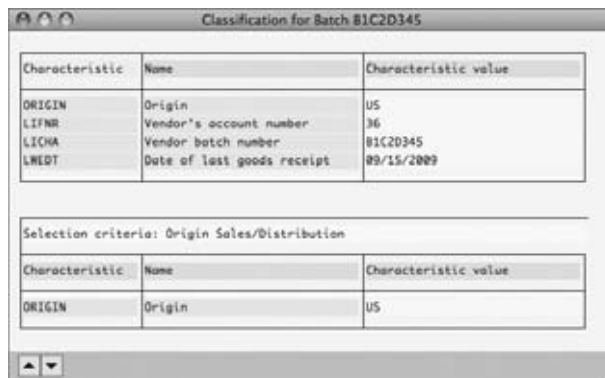 Classification for Batch B1C2D345
Characteristic Name Characteristic value
ORIGIN Origin US
LIFNR Vendor's account number 36
LICHA Vendor batch number B1C2D345
LWEDT Date of last goods receipt 09/15/2009
Selection criteria: Origin Sales/Distribution
Characteristic Name Characteristic value
ORIGIN Origin US